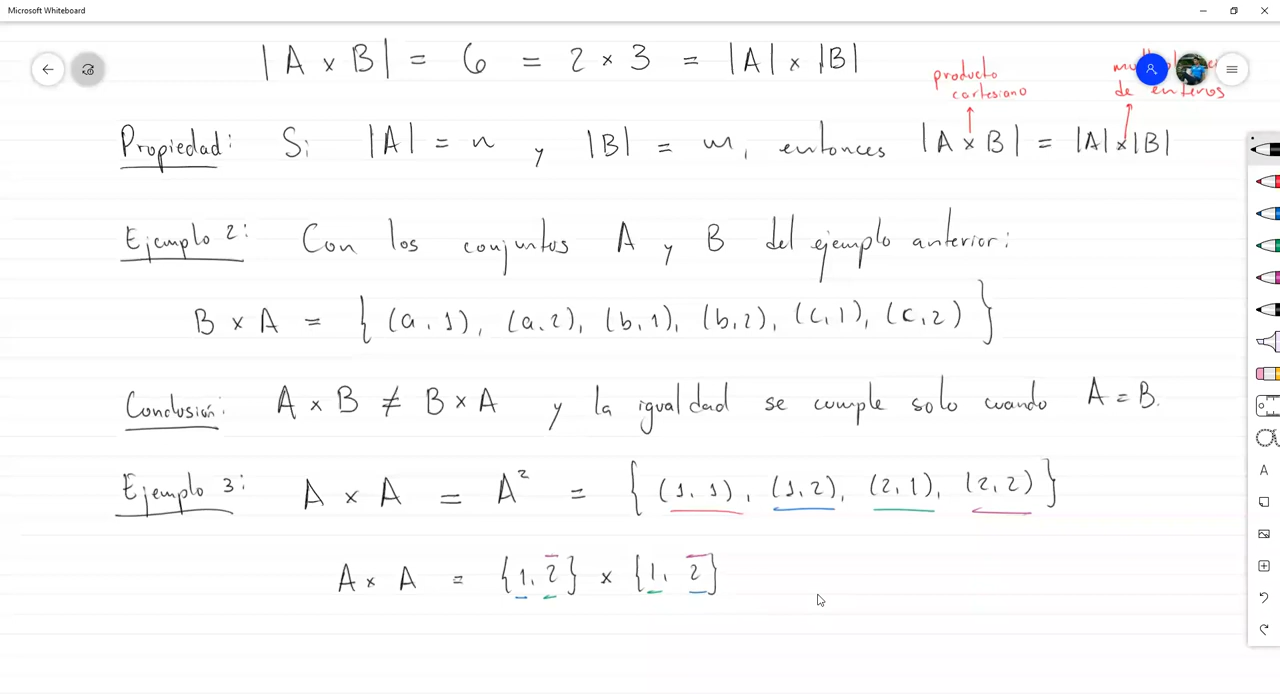 Microsoft Whiteboard
|A × B| = 6 = 2 × 3 = |A| × |B|
producto cartesiano
de enteros
Propiedad: Si |A| = n y |B| = m, entonces |A × B| = |A| × |B|
Ejemplo 2: Con los conjuntos A y B del ejemplo anterior:
B × A = { (a, 1), (a, 2), (b, 1), (b, 2), (c, 1), (c, 2) }
Conclusión: A × B ≠ B × A y la igualdad se cumple solo cuando A = B.
Ejemplo 3: A × A = A² = { (1, 1), (1, 2), (2, 1), (2, 2) }
A × A = {1, 2} × {1, 2}